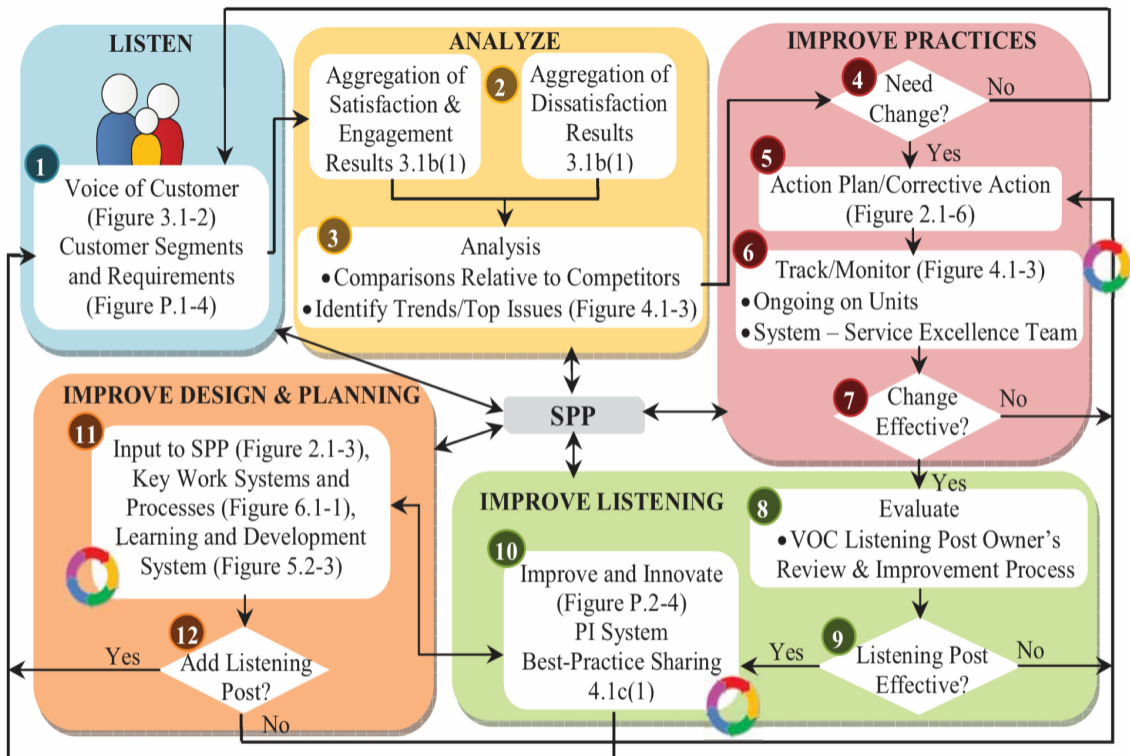 LISTEN
1
Voice of Customer
(Figure 3.1-2)
Customer Segments
and Requirements
(Figure P.1-4)
ANALYZE
Aggregation of
Satisfaction &
Engagement
Results 3.1b(1)
2
Aggregation of
Dissatisfaction
Results
3.1b(1)
3
Analysis
•Comparisons Relative to Competitors
•Identify Trends/Top Issues (Figure 4.1-3)
IMPROVE PRACTICES
4
Need
Change?
No
Yes
5
Action Plan/Corrective Action
(Figure 2.1-6)
6
Track/Monitor (Figure 4.1-3)
•Ongoing on Units
•System – Service Excellence Team
7
Change
Effective?
No
Yes
SPP
IMPROVE LISTENING
8
Evaluate
•VOC Listening Post Owner's
Review & Improvement Process
9
Listening Post
Effective?
No
Yes
10
Improve and Innovate
(Figure P.2-4)
PI System
Best-Practice Sharing
4.1c(1)
IMPROVE DESIGN & PLANNING
11
Input to SPP (Figure 2.1-3),
Key Work Systems and
Processes (Figure 6.1-1),
Learning and Development
System (Figure 5.2-3)
12
Add Listening
Post?
Yes
No